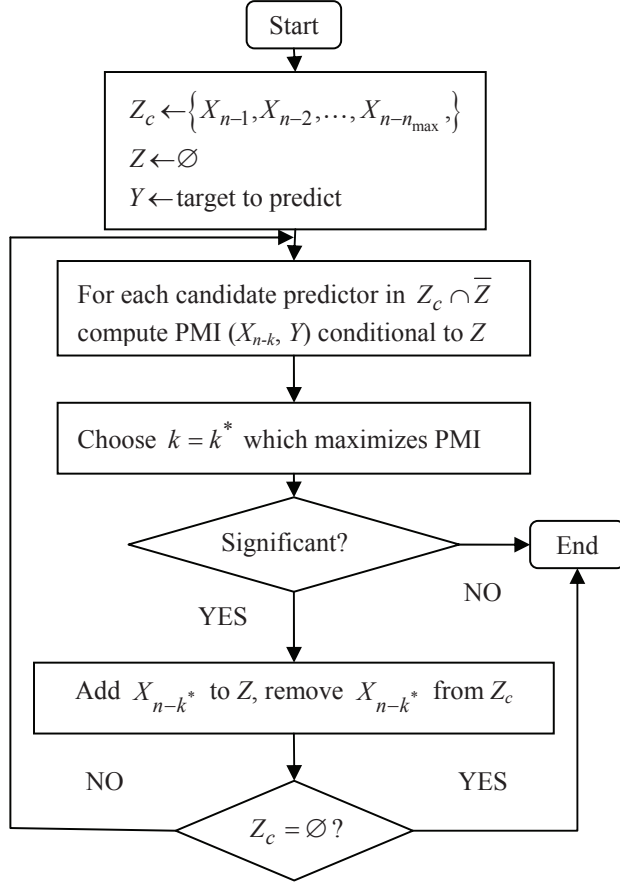 Start
Z_c ← {X_{n−1}, X_{n−2}, …, X_{n−n_max},}
Z ← ∅
Y ← target to predict
For each candidate predictor in Z_c ∩ Z̅
compute PMI (X_{n-k}, Y) conditional to Z
Choose k = k^* which maximizes PMI
Significant?
End
NO
YES
Add X_{n−k^*} to Z, remove X_{n−k^*} from Z_c
NO
YES
Z_c = ∅ ?